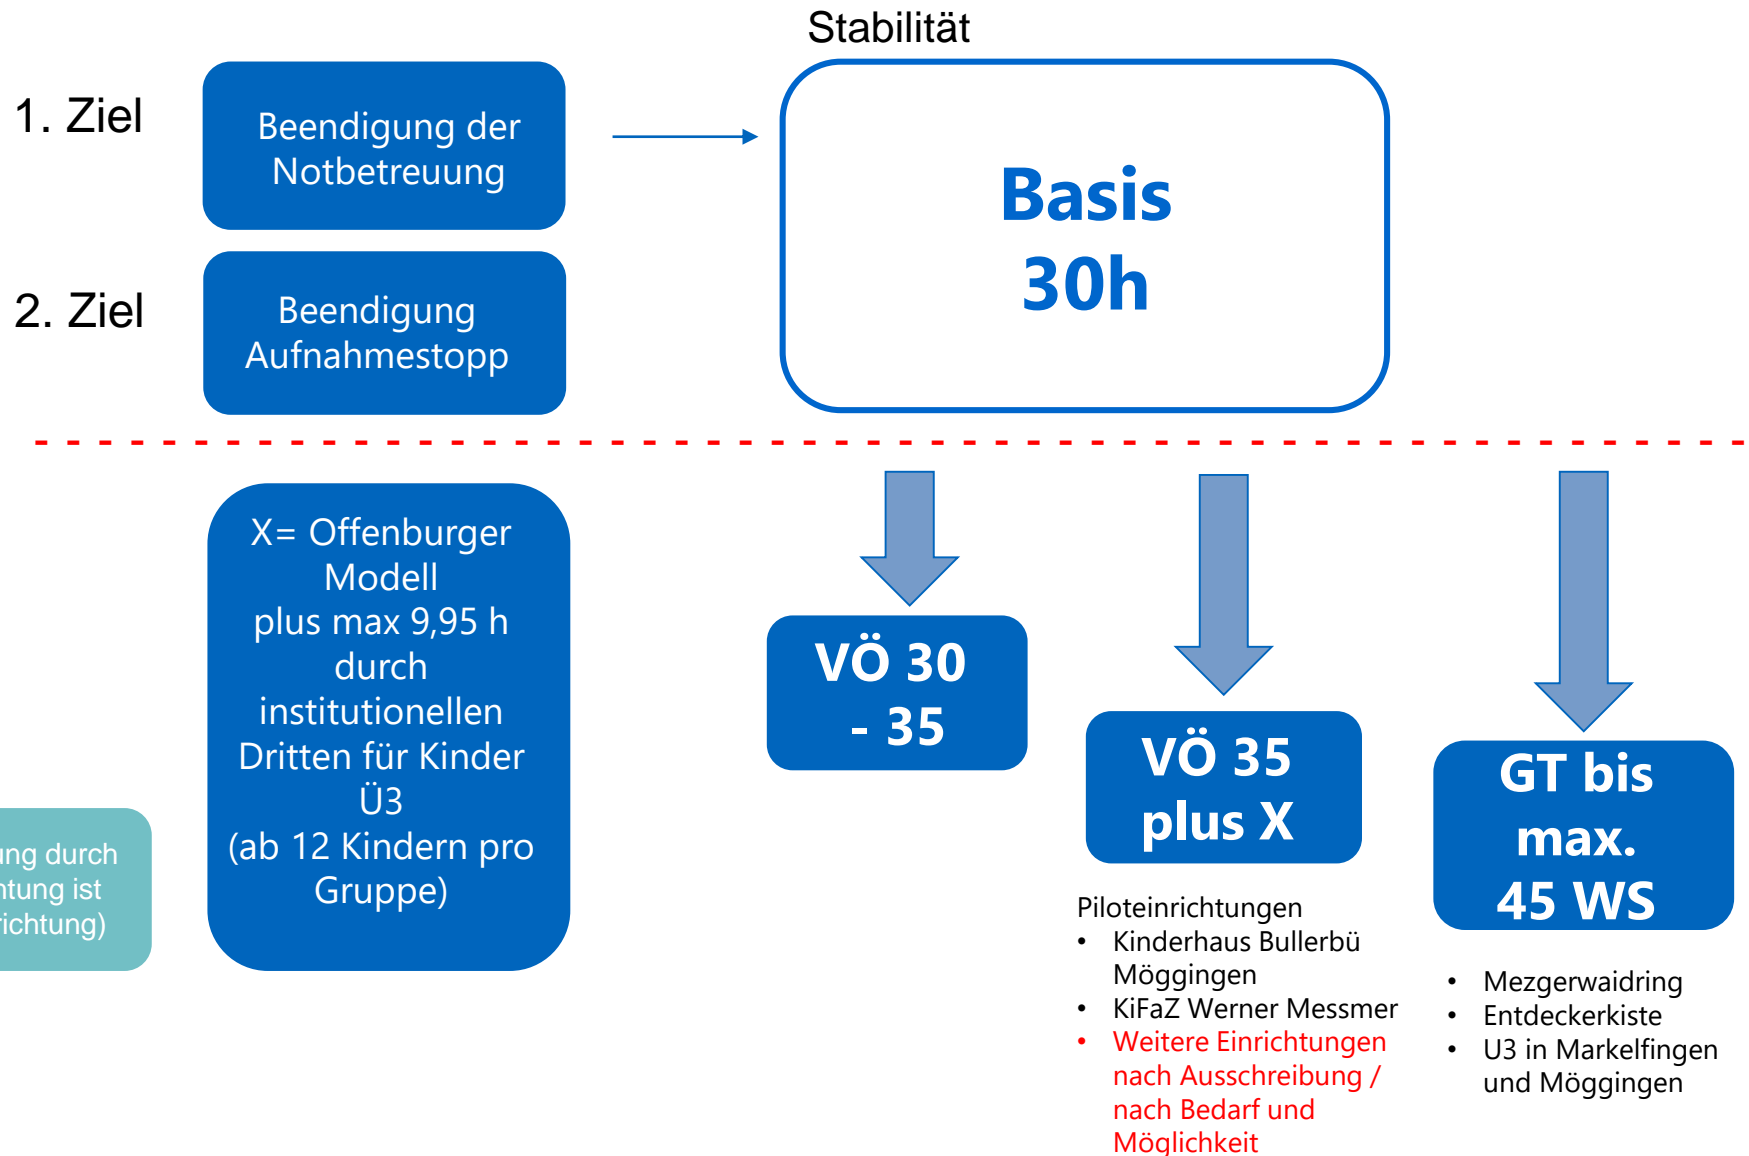 Stabilität
1. Ziel
Beendigung der
Notbetreuung
Basis
30h
2. Ziel
Beendigung
Aufnahmestopp
X= Offenburger
Modell
plus max 9,95 h
durch
institutionellen
Dritten für Kinder
Ü3
(ab 12 Kindern pro
Gruppe)
durch
ist
VÖ 30
- 35
VÖ 35
plus X
GT bis
max.
45 WS
Piloteinrichtungen
• Kinderhaus Bullerbü
Möggingen
• KiFaZ Werner Messmer
• Weitere Einrichtungen
nach Ausschreibung /
nach Bedarf und
Möglichkeit
• Mezgerwaidring
• Entdeckerkiste
• U3 in Markelfingen
und Möggingen